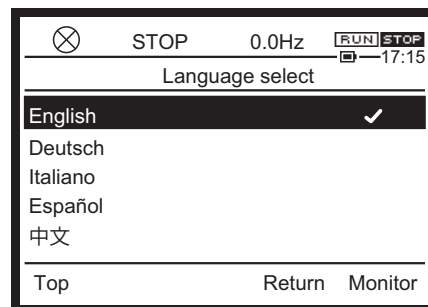 STOP 0.0Hz RUN STOP
17:15
Language select
English
Deutsch
Italiano
Español
中文
Top Return Monitor